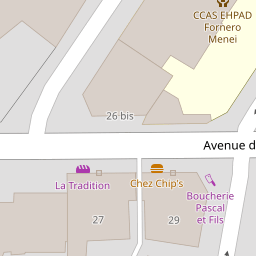 CCAS EHPAD
Fornero
Menei
26 bis
Avenue d
La Tradition
Chez Chip's
Boucherie
Pascal
et Fils
27
29